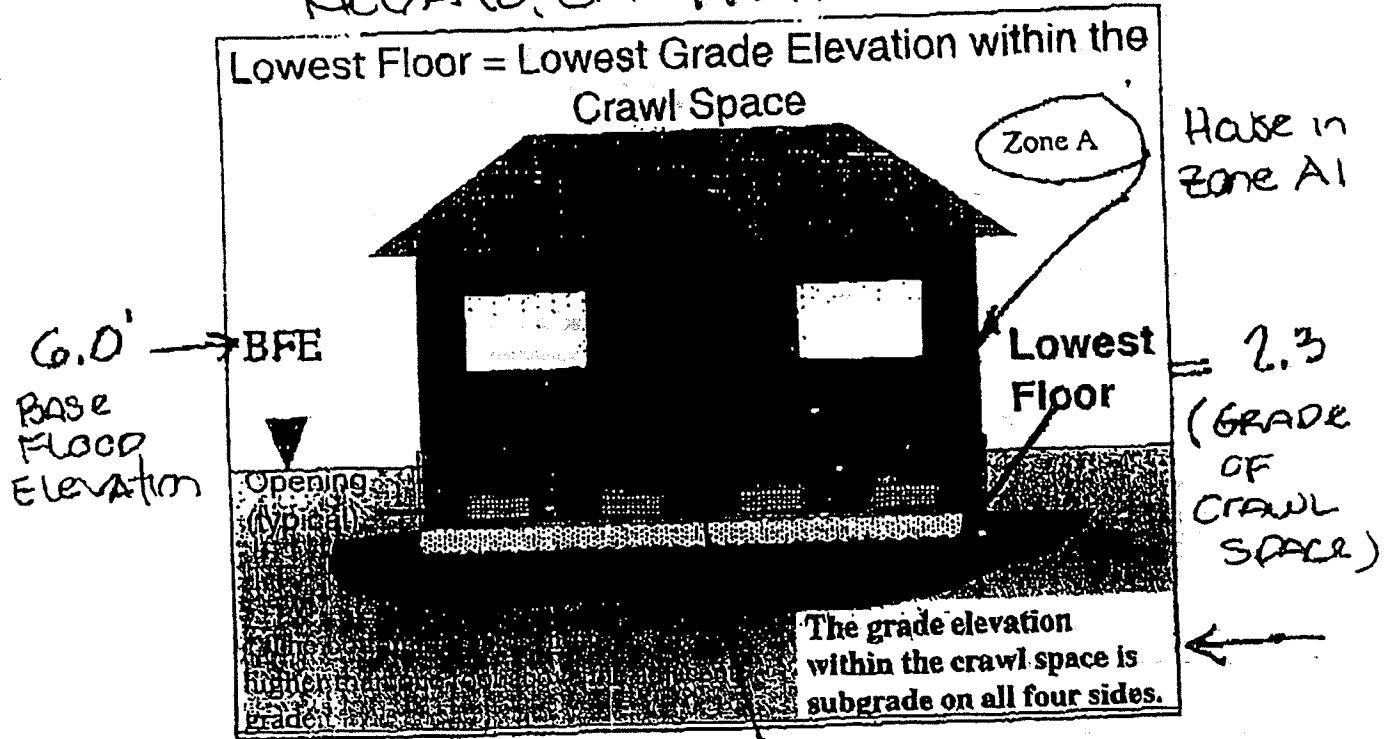 Lowest Floor = Lowest Grade Elevation within the
Crawl Space
Zone A
House in
Zone A1
6.0'
BFE
BASE
FLOOD
Elevation
Lowest
Floor
= 2.3
(GRADE
OF
CRAWL
SPACE)
Opening
(typical)
higher
grade.
The grade elevation
within the crawl space is
subgrade on all four sides.